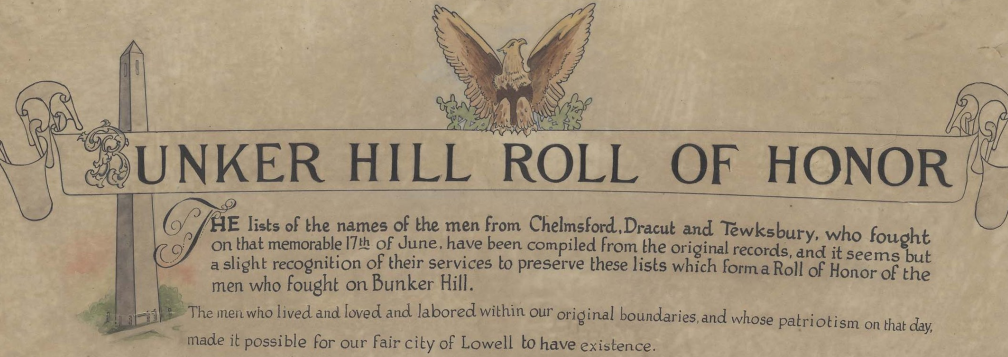 BUNKER HILL ROLL OF HONOR
THE lists of the names of the men from Chelmsford, Dracut and Tewksbury, who fought
on that memorable 17th of June, have been compiled from the original records, and it seems but
a slight recognition of their services to preserve these lists which form a Roll of Honor of the
men who fought on Bunker Hill.
The men who lived and loved and labored within our original boundaries, and whose patriotism on that day,
made it possible for our fair city of Lowell to have existence.